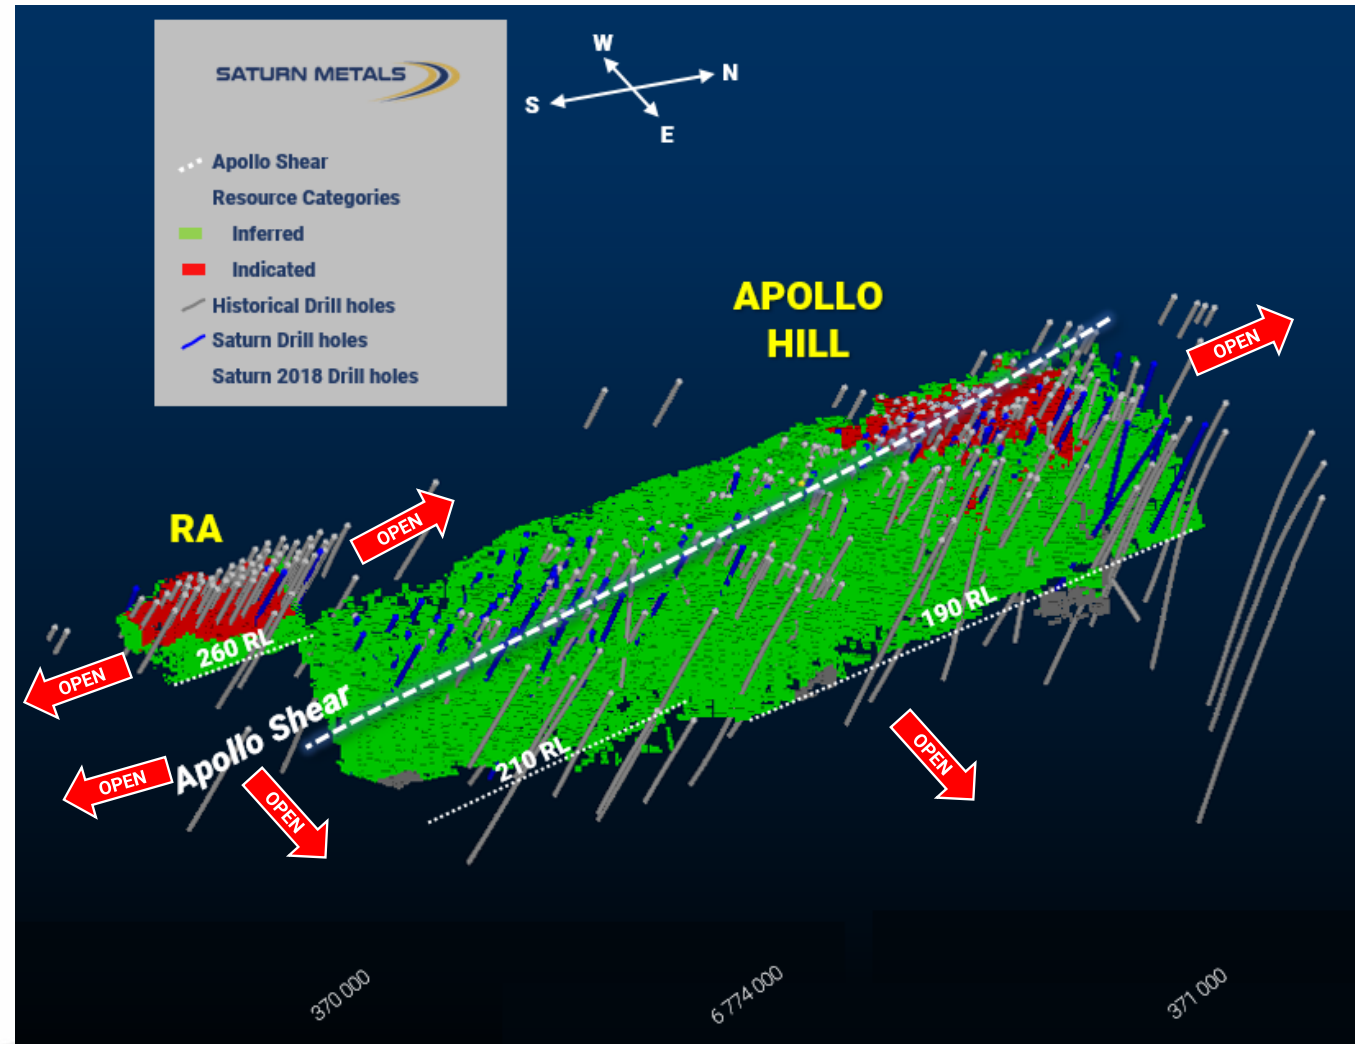 SATURN METALS
Apollo Shear
Resource Categories
Inferred
Indicated
Historical Drill holes
Saturn Drill holes
Saturn 2018 Drill holes
W
N
S
E
APOLLO
HILL
OPEN
RA
OPEN
260 RL
OPEN
190 RL
Apollo Shear
OPEN
OPEN
210 RL
OPEN
370 000
6 774 000
371 000